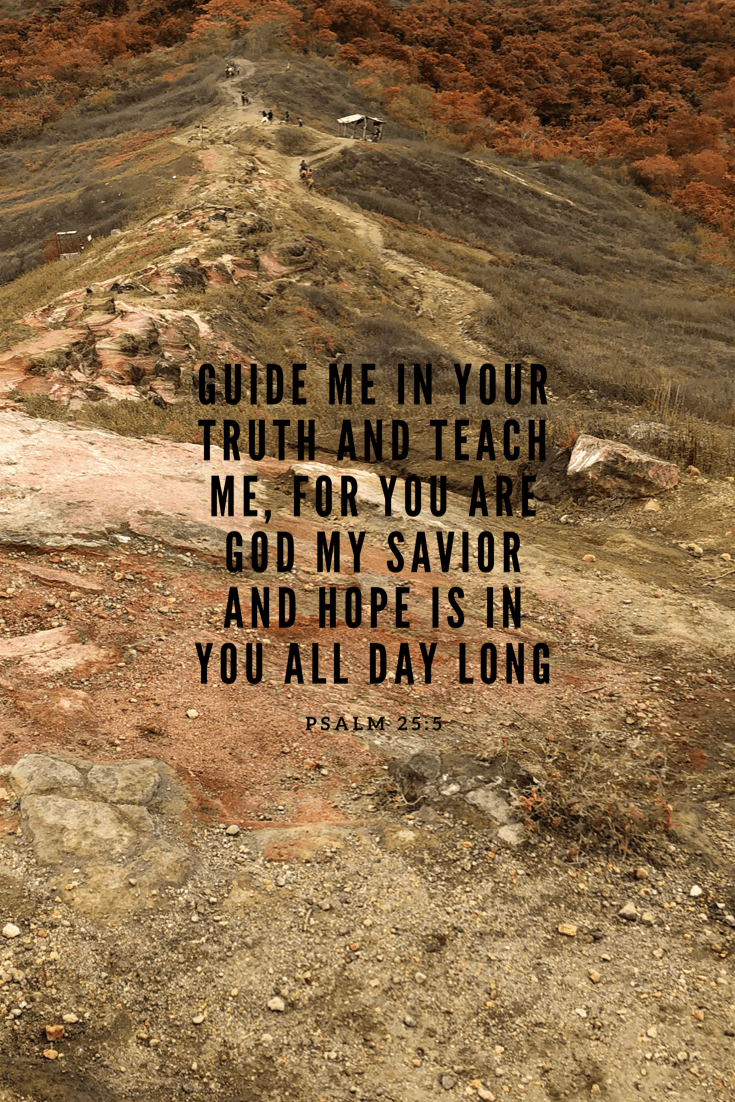 GUIDE ME IN YOUR
TRUTH AND TEACH
ME, FOR YOU ARE
GOD MY SAVIOR
AND HOPE IS IN
YOU ALL DAY LONG
PSALM 25:5